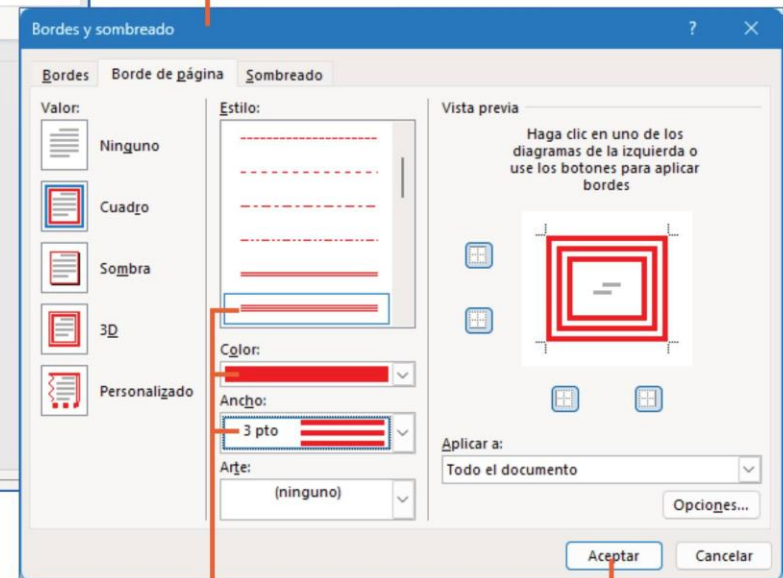 Bordes y sombreado
?
Bordes
Borde de página
Sombreado
Valor:
Ninguno
Cuadro
Sombra
3D
Personalizado
Estilo:
Color:
Ancho:
3 pto
Arte:
(ninguno)
Vista previa
Haga clic en uno de los
diagramas de la izquierda o
use los botones para aplicar
bordes
Aplicar a:
Todo el documento
Opciones...
Aceptar
Cancelar